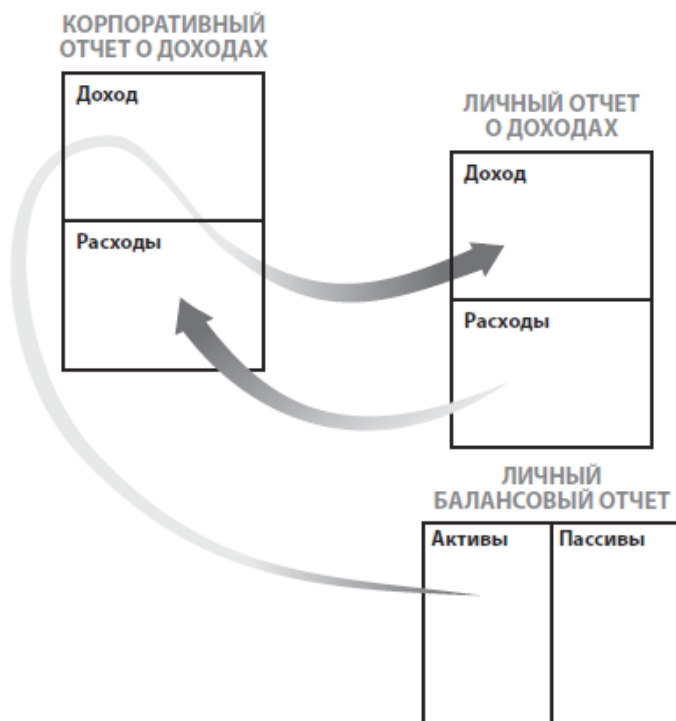 КОРПОРАТИВНЫЙ
ОТЧЕТ О ДОХОДАХ
Доход
Расходы
ЛИЧНЫЙ ОТЧЕТ
О ДОХОДАХ
Доход
Расходы
ЛИЧНЫЙ
БАЛАНСОВЫЙ ОТЧЕТ
Активы
Пассивы